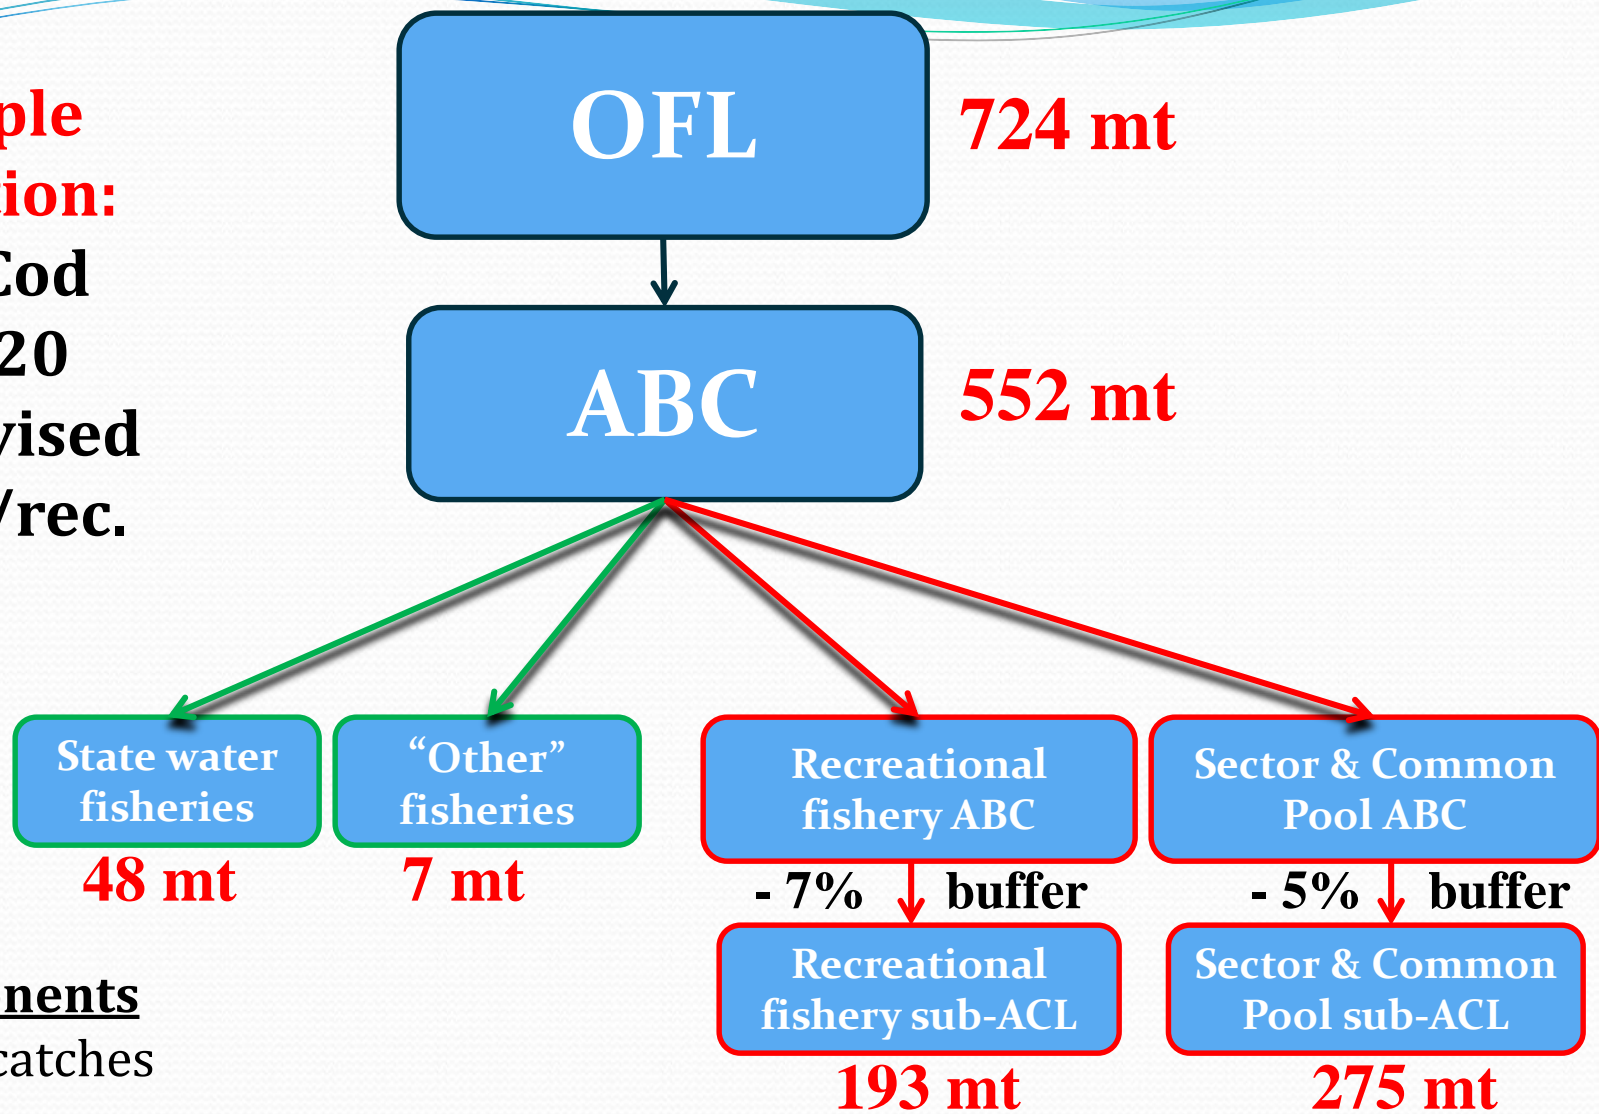 ple
tion:
Cod
20
vised
/rec.
OFL
724 mt
ABC
552 mt
State water
fisheries
48 mt
“Other”
fisheries
7 mt
Recreational
fishery ABC
- 7% buffer
Recreational
fishery sub-ACL
193 mt
Sector & Common
Pool ABC
- 5% buffer
Sector & Common
Pool sub-ACL
275 mt
nents
catches